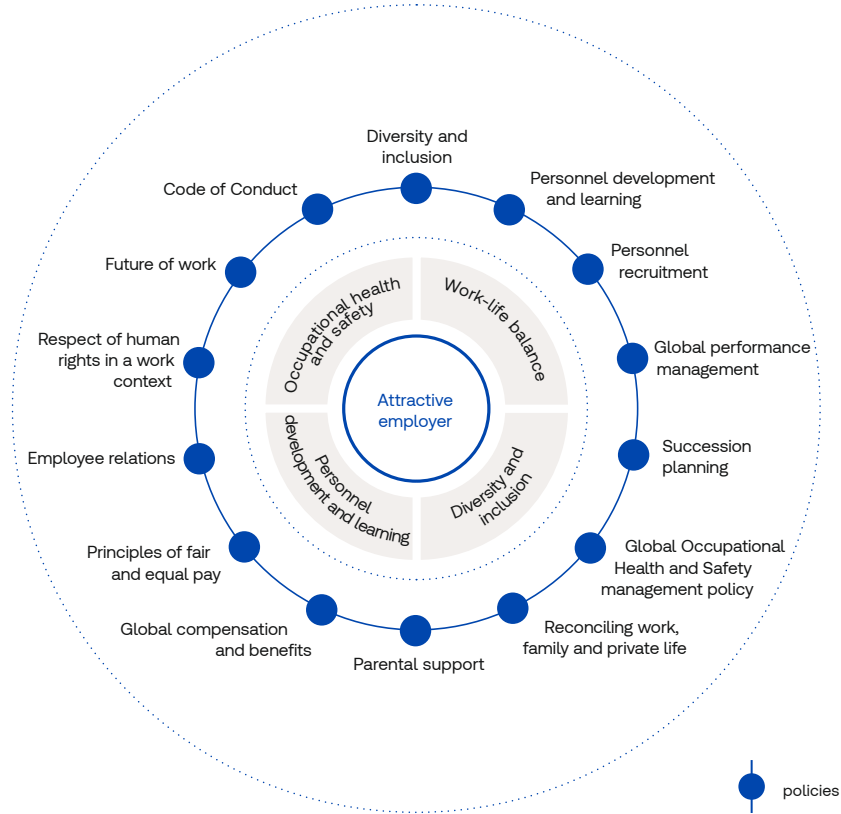 Diversity and
inclusion
Personnel development
and learning
Code of Conduct
Personnel
recruitment
Future of work
Occupational health
and safety
Work-life balance
Respect of human
rights in a work
context
Global performance
management
Attractive
employer
Employee relations
Succession
planning
Personnel
development and learning
Diversity and
inclusion
Principles of fair
and equal pay
Global Occupational
Health and Safety
management policy
Global compensation
and benefits
Reconciling work,
family and private life
Parental support
policies